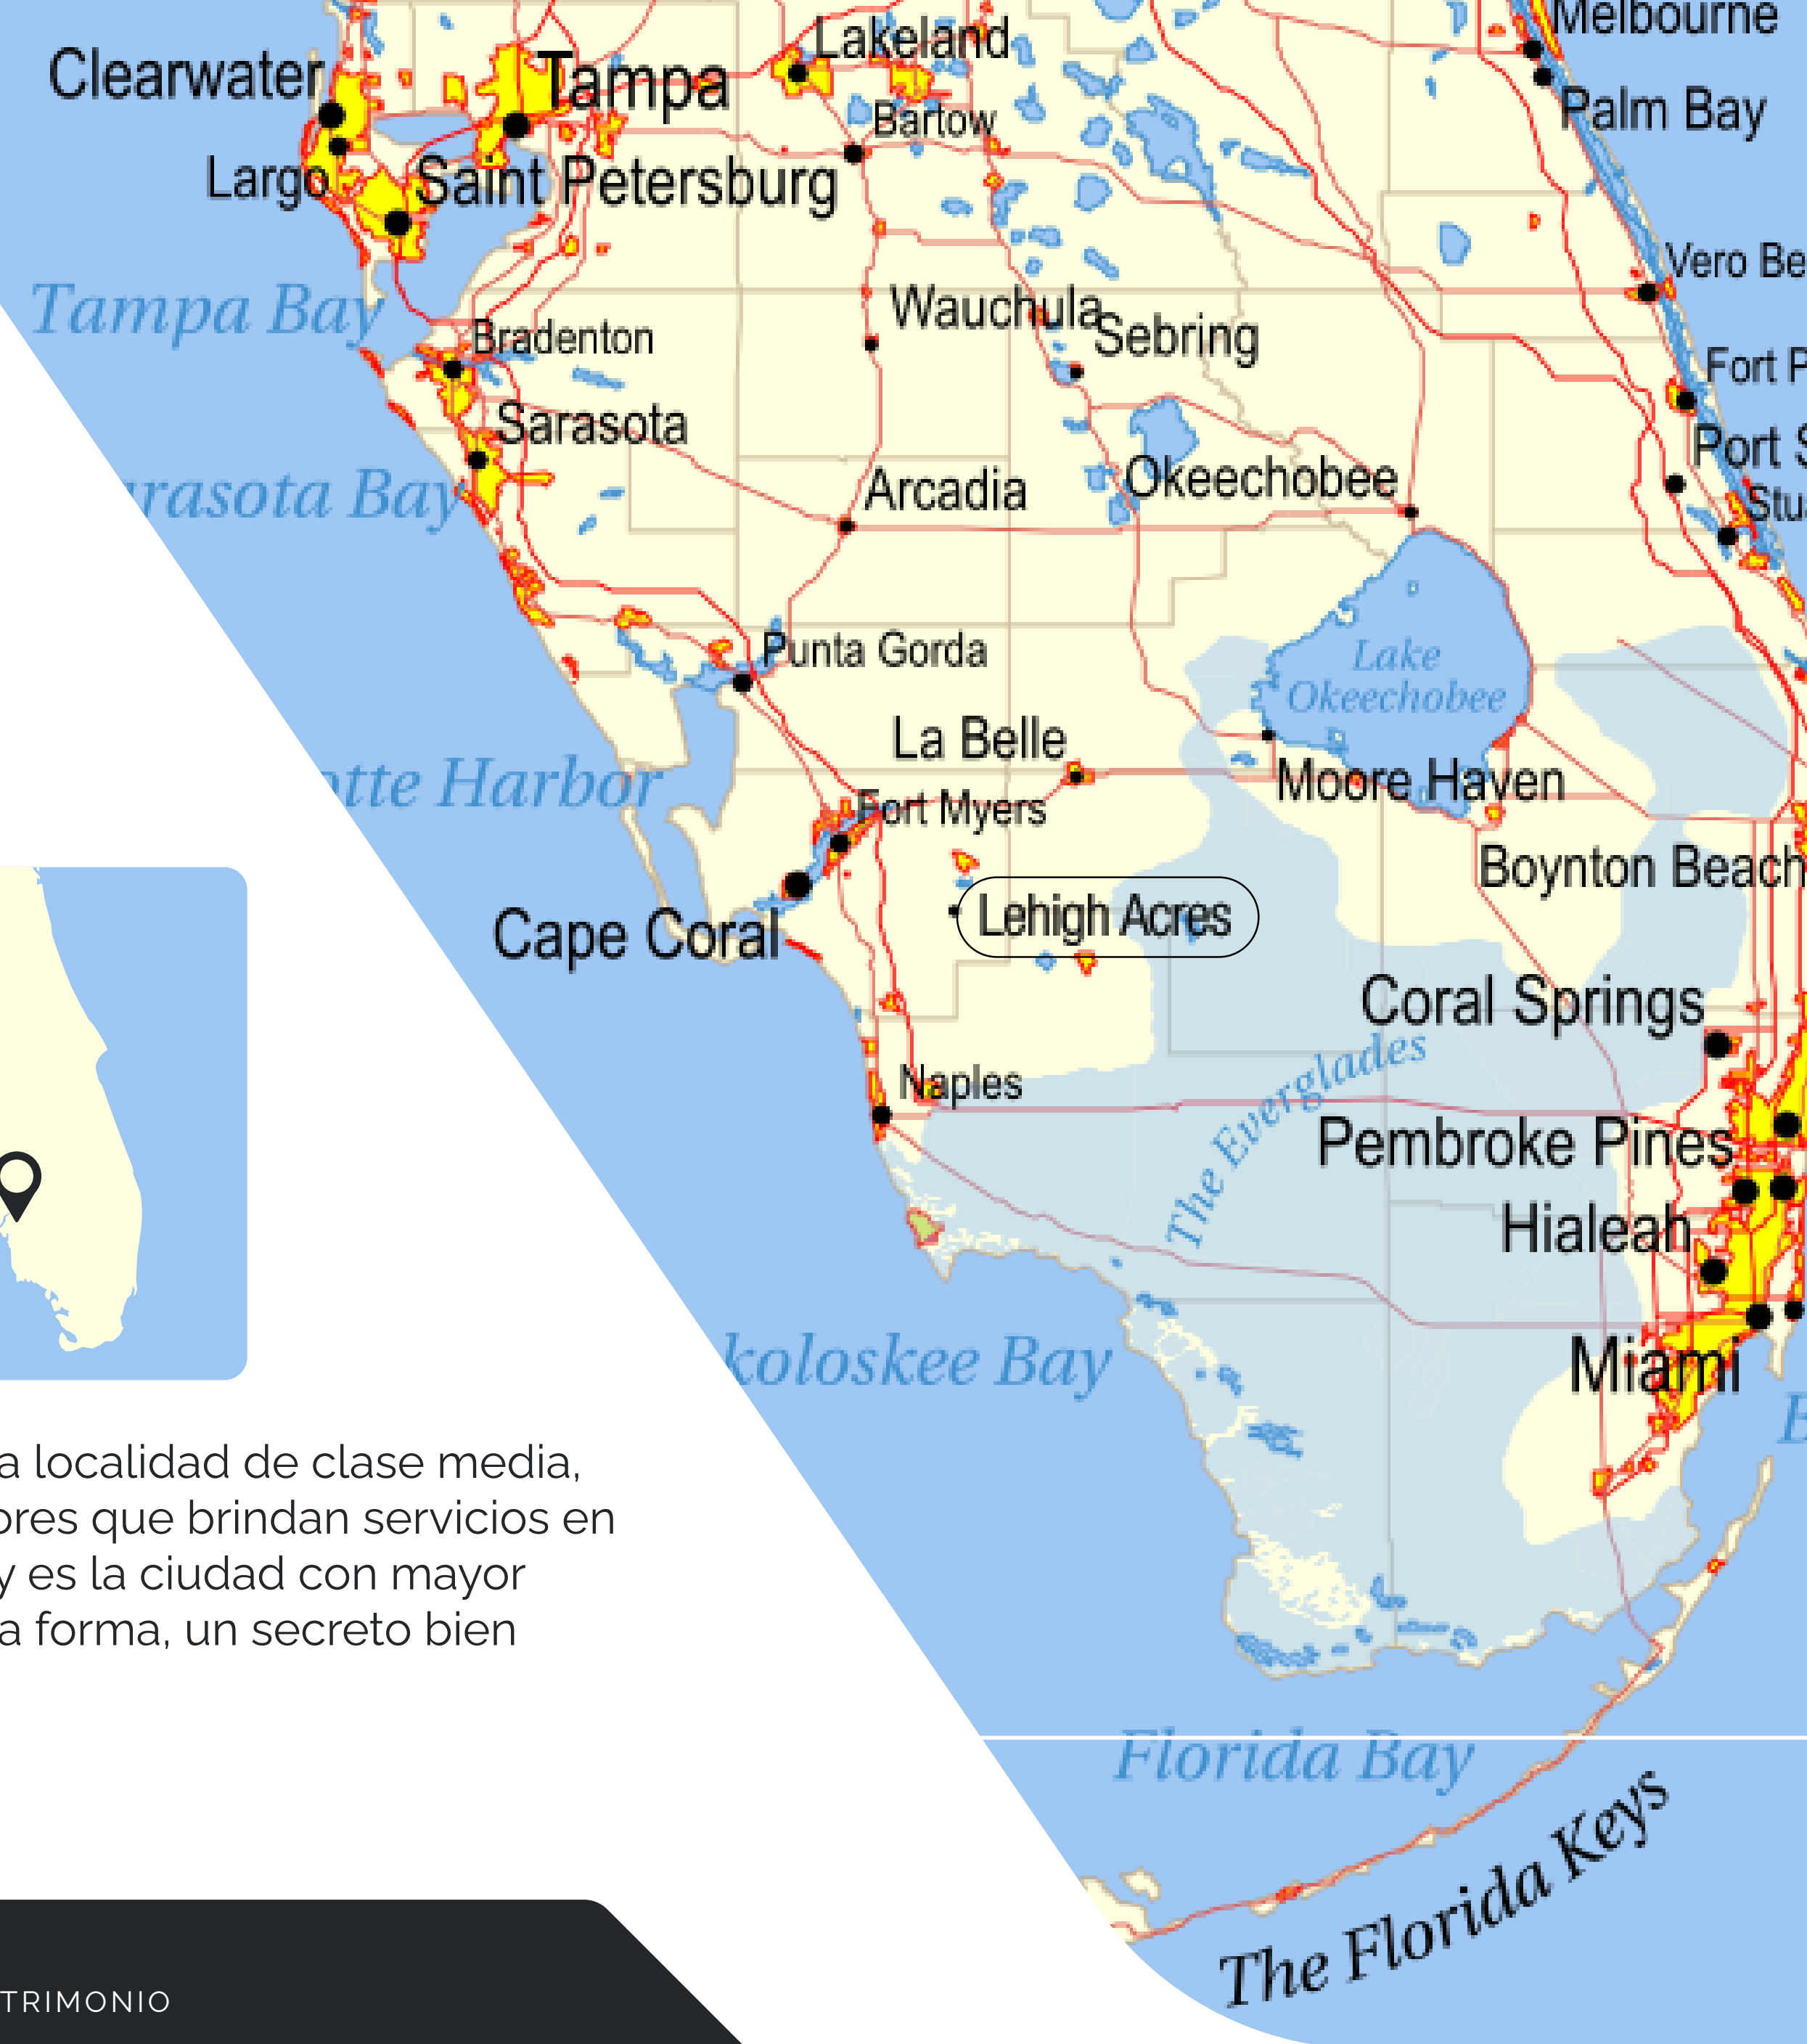 Melbourne
Lakeland
Clearwater
Tampa
Palm Bay
Bartow
Largo
Saint Petersburg
Vero Be
Tampa Bay
Wauchula
Sebring
Bradenton
Fort P
Sarasota
Port S
Okeechobee
Arcadia
rasota Bay
Stu
Punta Gorda
Lake
Okeechobee
La Belle
otte Harbor
Moore Haven
Fort Myers
Boynton Beach
Lehigh Acres
Cape Coral
Coral Springs
The Everglades
Naples
Pembroke Pines
Hialeah
koloskee Bay
Miami
B
a localidad de clase media,
ores que brindan servicios en
y es la ciudad con mayor
a forma, un secreto bien
Florida Bay
The Florida Keys
TRIMONIO